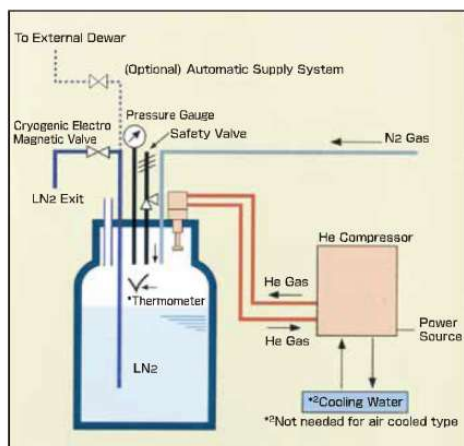 To External Dewar
(Optional) Automatic Supply System
Pressure Gauge
Safety Valve
Cryogenic Electro
Magnetic Valve
N2 Gas
LN2 Exit
He Compressor
He Gas
*Thermometer
He Gas
Power
Source
LN2
*2Cooling Water
*2Not needed for air cooled type